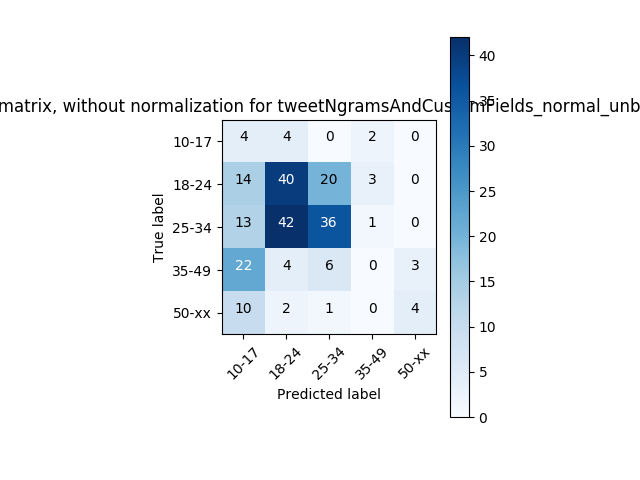 matrix, without normalization for tweetNgramsAndCus mFields_normal_unb
10-17 4 4 0 2 0
18-24 14 40 20 3 0
25-34 13 42 36 1 0
35-49 22 4 6 0 3
50-xx 10 2 1 0 4
10-17 18-24 25-34 35-49 50-xx
True label
Predicted label
40
35
30
25
20
15
10
5
0